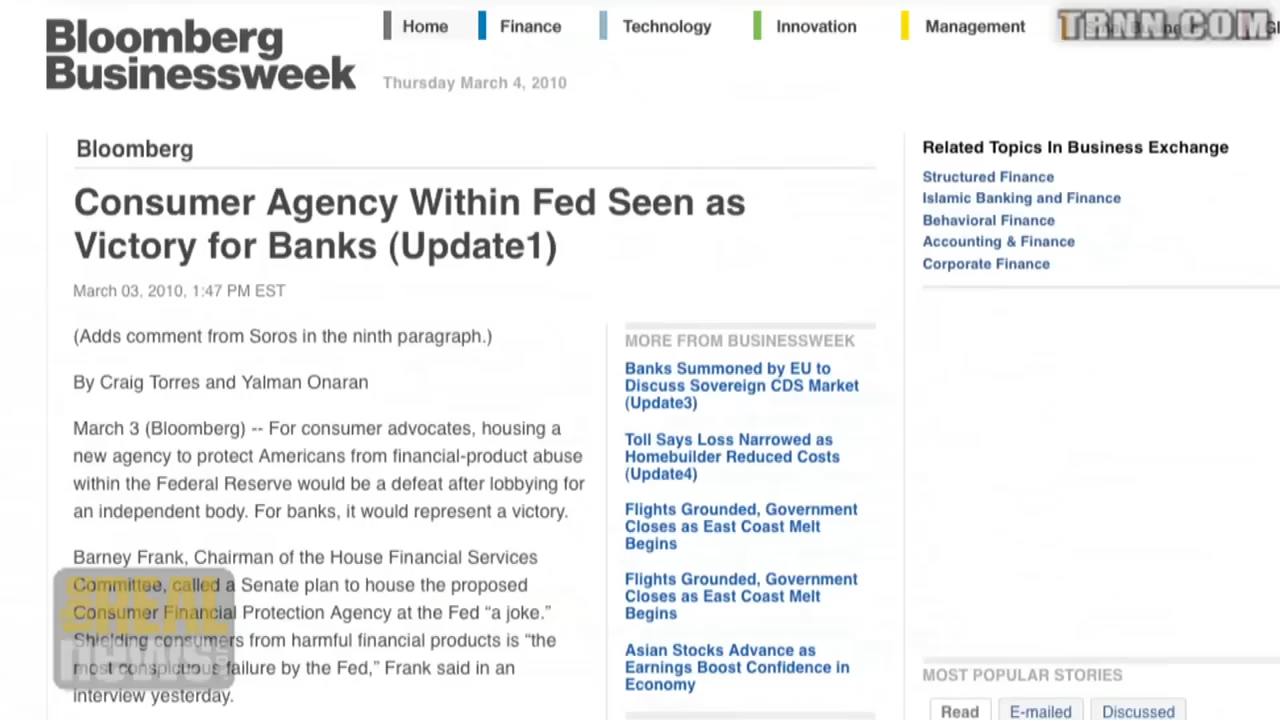 Bloomberg
Businessweek
Home
Finance
Technology
Innovation
Management
TRNN.COM
Thursday March 4, 2010
Bloomberg
Consumer Agency Within Fed Seen as
Victory for Banks (Update1)
March 03, 2010, 1:47 PM EST
(Adds comment from Soros in the ninth paragraph.)
By Craig Torres and Yalman Onaran
March 3 (Bloomberg) -- For consumer advocates, housing a
new agency to protect Americans from financial-product abuse
within the Federal Reserve would be a defeat after lobbying for
an independent body. For banks, it would represent a victory.
Barney Frank, Chairman of the House Financial Services
Committee, called a Senate plan to house the proposed
Consumer Financial Protection Agency at the Fed “a joke.”
Shielding consumers from harmful financial products is “the
most conspicuous failure by the Fed,” Frank said in an
interview yesterday.
THE REAL
news
MORE FROM BUSINESSWEEK
Banks Summoned by EU to
Discuss Sovereign CDS Market
(Update3)
Toll Says Loss Narrowed as
Homebuilder Reduced Costs
(Update4)
Flights Grounded, Government
Closes as East Coast Melt
Begins
Flights Grounded, Government
Closes as East Coast Melt
Begins
Asian Stocks Advance as
Earnings Boost Confidence in
Economy
Related Topics In Business Exchange
Structured Finance
Islamic Banking and Finance
Behavioral Finance
Accounting & Finance
Corporate Finance
MOST POPULAR STORIES
Read
E-mailed
Discussed